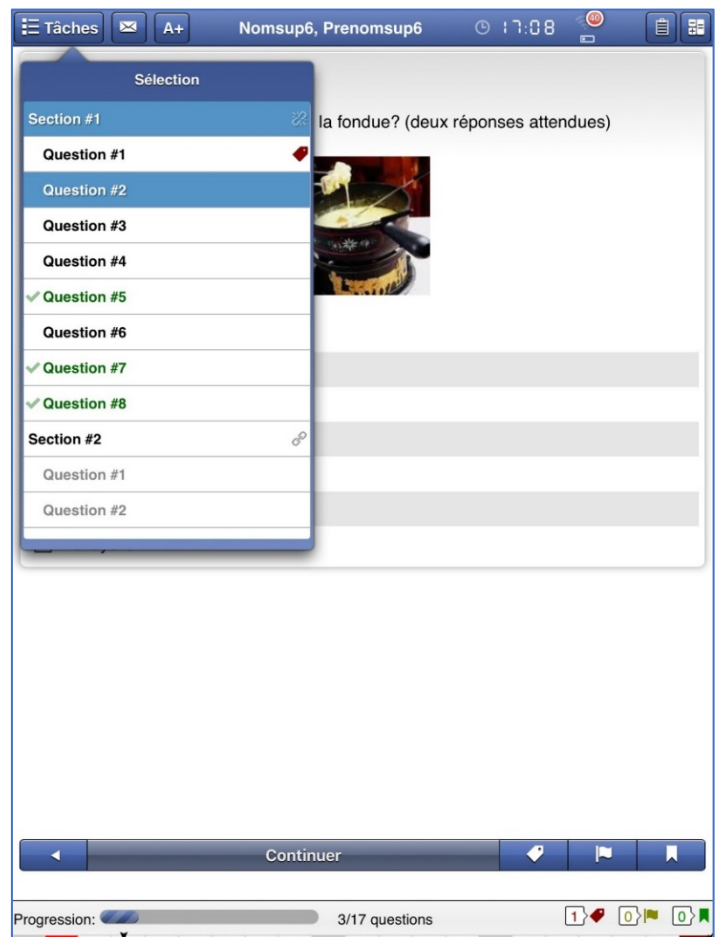 Tâches A+ Nomsup6, Prenomsup6 17:08 40
Sélection
Section #1
la fondue? (deux réponses attendues)
Question #1
Question #2
Question #3
Question #4
Question #5
Question #6
Question #7
Question #8
Section #2
Question #1
Question #2
Continuer
Progression: 3/17 questions 1 0 0